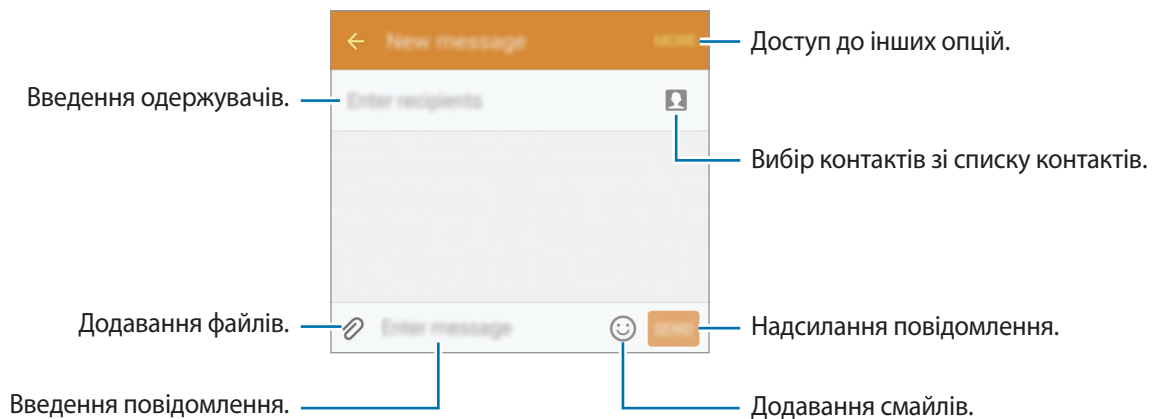 New message
MORE
Доступ до інших опцій.
Введення одержувачів.
Enter recipients
Вибір контактів зі списку контактів.
Додавання файлів.
Enter message
SEND
Надсилання повідомлення.
Введення повідомлення.
Додавання смайлів.